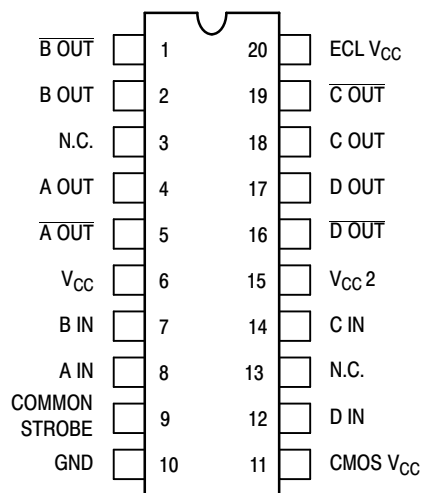 B OUT 1 20 ECL VCC
B OUT 2 19 C OUT
N.C. 3 18 C OUT
A OUT 4 17 D OUT
A OUT 5 16 D OUT
VCC 6 15 VCC 2
B IN 7 14 C IN
A IN 8 13 N.C.
COMMON
STROBE 9 12 D IN
GND 10 11 CMOS VCC